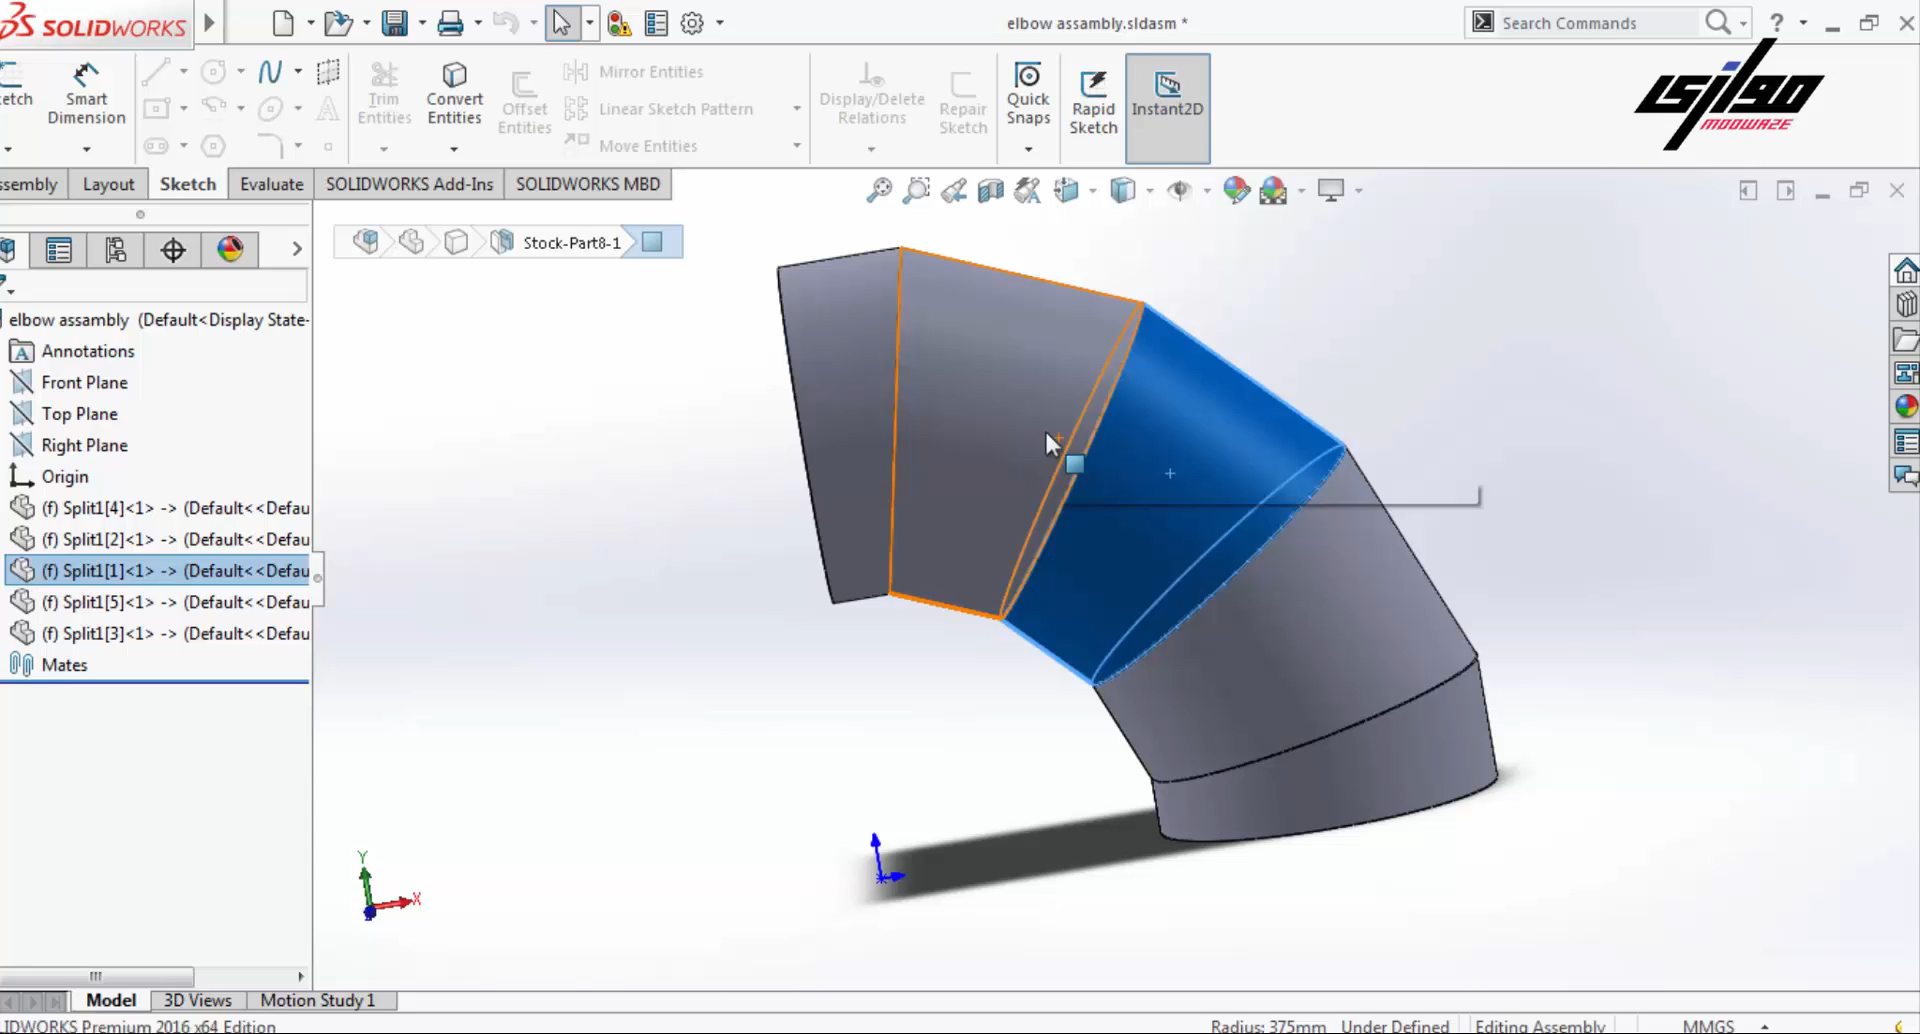 SOLIDWORKS
elbow assambly.sldasm *
Search Commands
?
etch
Smart
Dimension
Trim
Entities
Convert
Entities
Offset
Entities
Mirror Entities
Linear Sketch Pattern
Move Entities
Display/Delete
Relations
Repair
Sketch
Quick
Snaps
Rapid
Sketch
Instant2D
موازی
MOOWAZE
ssembly
Layout
Sketch
Evaluate
SOLIDWORKS Add-Ins
SOLIDWORKS MBD
Stock-Part8-1
elbow assambly (Default<Display State-
Annotations
Front Plane
Top Plane
Right Plane
Origin
(f) Split1[4]<1> -> (Default<<Defau
(f) Split1[2]<1> -> (Default<<Defau
(f) Split1[1]<1> -> (Default<<Defau
(f) Split1[5]<1> -> (Default<<Defau
(f) Split1[3]<1> -> (Default<<Defau
Mates
Y
X
Model
3D Views
Motion Study 1
LIDWORKS Premium 2016 x64 Edition
Radius: 375mm
Under Defined
Editing Assembly
MMGS